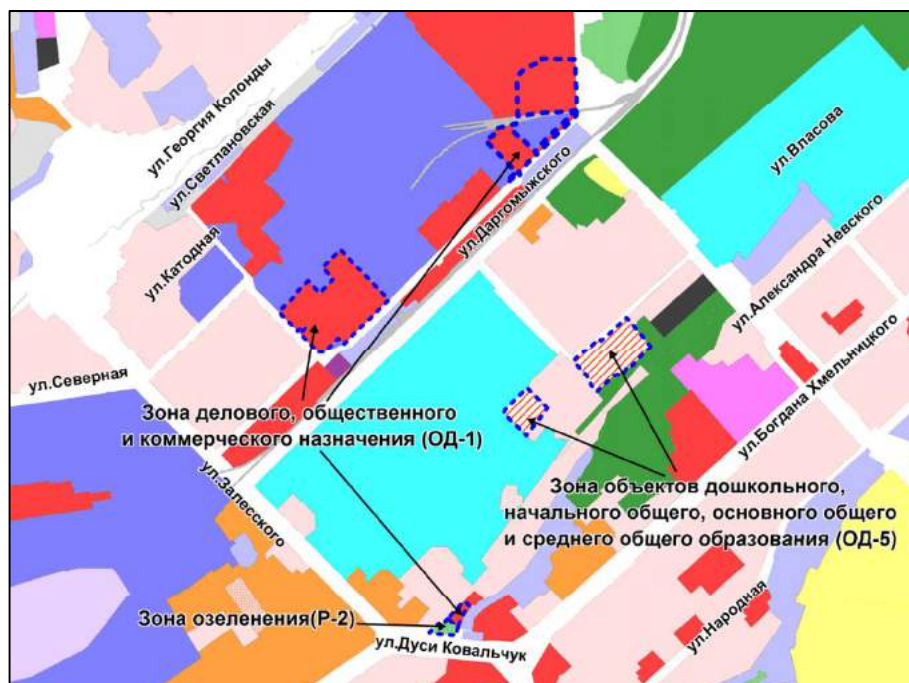 ул.Георгия Колонды
ул.Светлановская
ул.Власова
ул.Даргомыжского
ул.Катодная
ул.Александра Невского
ул.Богдана Хмельницкого
ул.Северная
Зона делового, общественного
и коммерческого назначения (ОД-1)
ул.Залесского
Зона объектов дошкольного,
начального общего, основного общего
и среднего общего образования (ОД-5)
Зона озеленения(Р-2)
ул.Дуси Ковальчук
ул.Народная